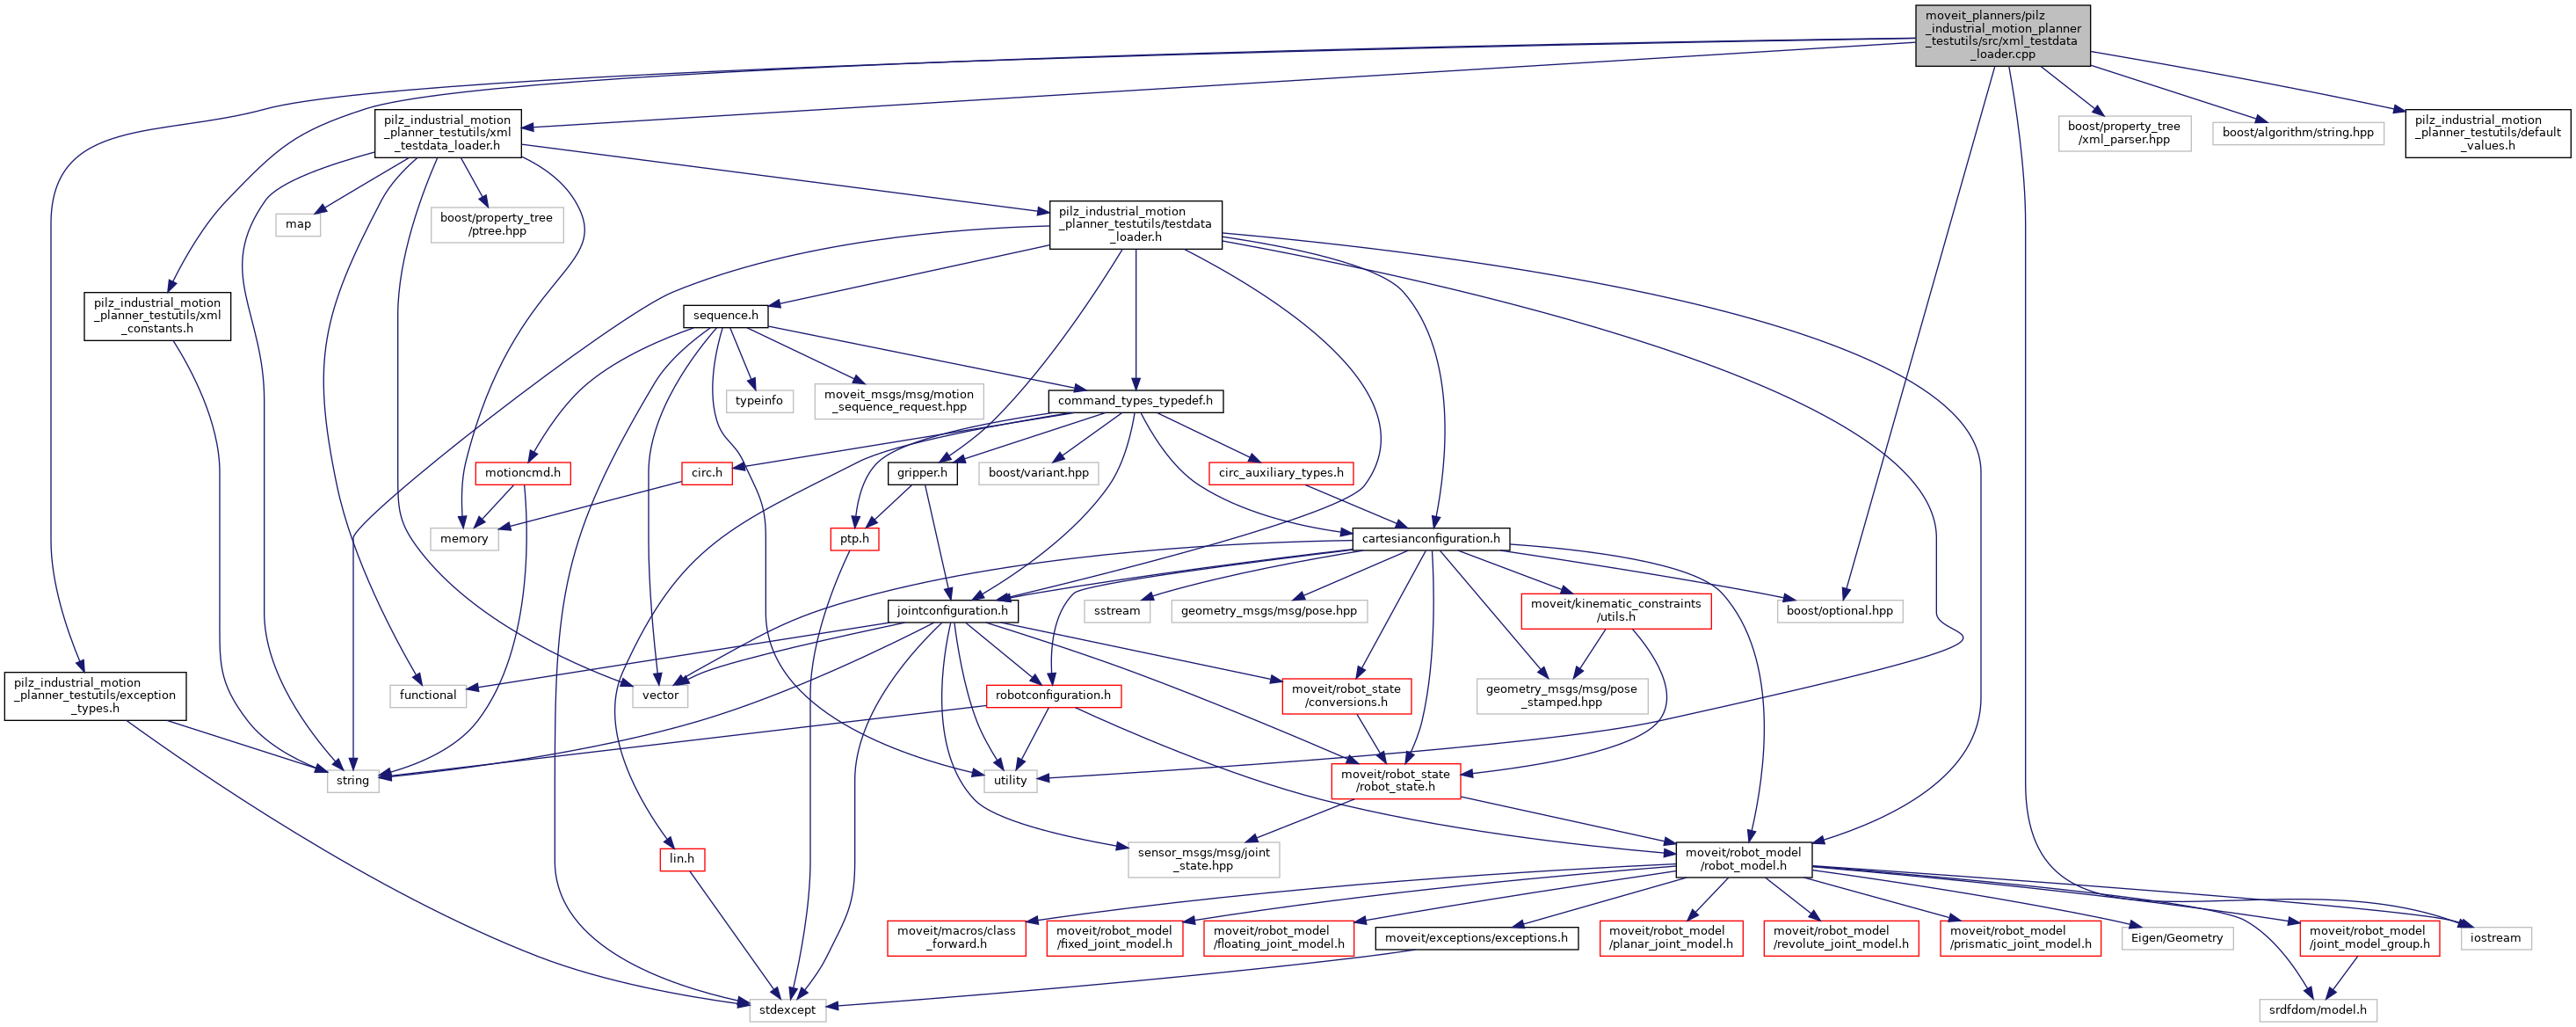 moveit_planners/pilz
_industrial_motion_planner
_testutils/src/xml_testdata
_loader.cpp
pilz_industrial_motion
_planner_testutils/xml
_testdata_loader.h
boost/property_tree
/xml_parser.hpp
boost/algorithm/string.hpp
pilz_industrial_motion
_planner_testutils/default
_values.h
map
boost/property_tree
/ptree.hpp
pilz_industrial_motion
_planner_testutils/testdata
_loader.h
pilz_industrial_motion
_planner_testutils/xml
_constants.h
sequence.h
typeinfo
moveit_msgs/msg/motion
_sequence_request.hpp
command_types_typedef.h
motioncmd.h
circ.h
gripper.h
boost/variant.hpp
circ_auxiliary_types.h
memory
ptp.h
cartesianconfiguration.h
jointconfiguration.h
sstream
geometry_msgs/msg/pose.hpp
moveit/kinematic_constraints
/utils.h
boost/optional.hpp
pilz_industrial_motion
_planner_testutils/exception
_types.h
functional
vector
robotconfiguration.h
moveit/robot_state
/conversions.h
geometry_msgs/msg/pose
_stamped.hpp
string
utility
moveit/robot_state
/robot_state.h
lin.h
sensor_msgs/msg/joint
_state.hpp
moveit/robot_model
/robot_model.h
moveit/macros/class
_forward.h
moveit/robot_model
/fixed_joint_model.h
moveit/robot_model
/floating_joint_model.h
moveit/exceptions/exceptions.h
moveit/robot_model
/planar_joint_model.h
moveit/robot_model
/revolute_joint_model.h
moveit/robot_model
/prismatic_joint_model.h
Eigen/Geometry
moveit/robot_model
/joint_model_group.h
iostream
stdexcept
srdfdom/model.h